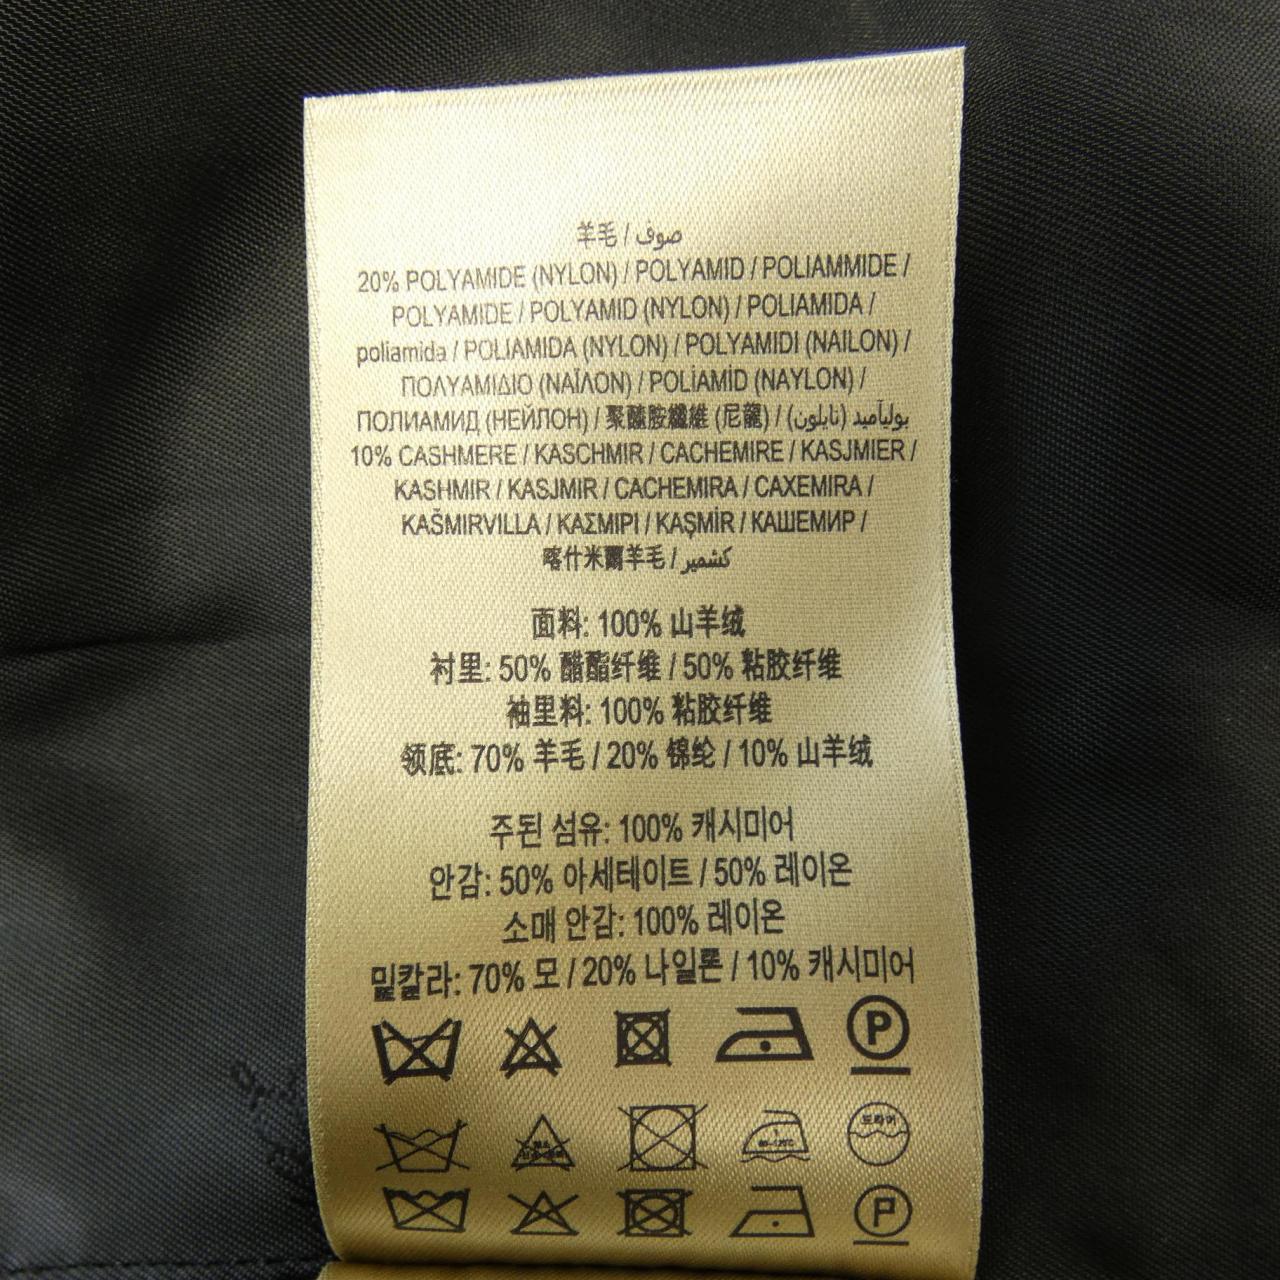 羊毛 / صوف
20% POLYAMIDE (NYLON) / POLYAMID / POLIAMMIDE /
POLYAMIDE / POLYAMID (NYLON) / POLIAMIDA /
poliamida / POLIAMIDA (NYLON) / POLYAMIDI (NAILON) /
ΠΟΛΥΑΜΙΔΙΟ (ΝΑΪΛΟΝ) / POLİAMİD (NAYLON) /
ПОЛИАМИД (НЕЙЛОН) / 聚醯胺纖維 (尼龍) / بوليآميد (نايلون)
10% CASHMERE / KASCHMIR / CACHEMIRE / KASJMIER /
KASHMIR / KASJMIR / CACHEMIRA / CAXEMIRA /
KAŠMIRVILLA / ΚΑΣΜΙΡΙ / KAŞMİR / КАШЕМИР /
喀什米爾羊毛 / كشمير
面料: 100% 山羊绒
衬里: 50% 醋酯纤维 / 50% 粘胶纤维
袖里料: 100% 粘胶纤维
领底: 70% 羊毛 / 20% 锦纶 / 10% 山羊绒
주된 섬유: 100% 캐시미어
안감: 50% 아세테이트 / 50% 레이온
소매 안감: 100% 레이온
밑칼라: 70% 모 / 20% 나일론 / 10% 캐시미어
P
드라이
P